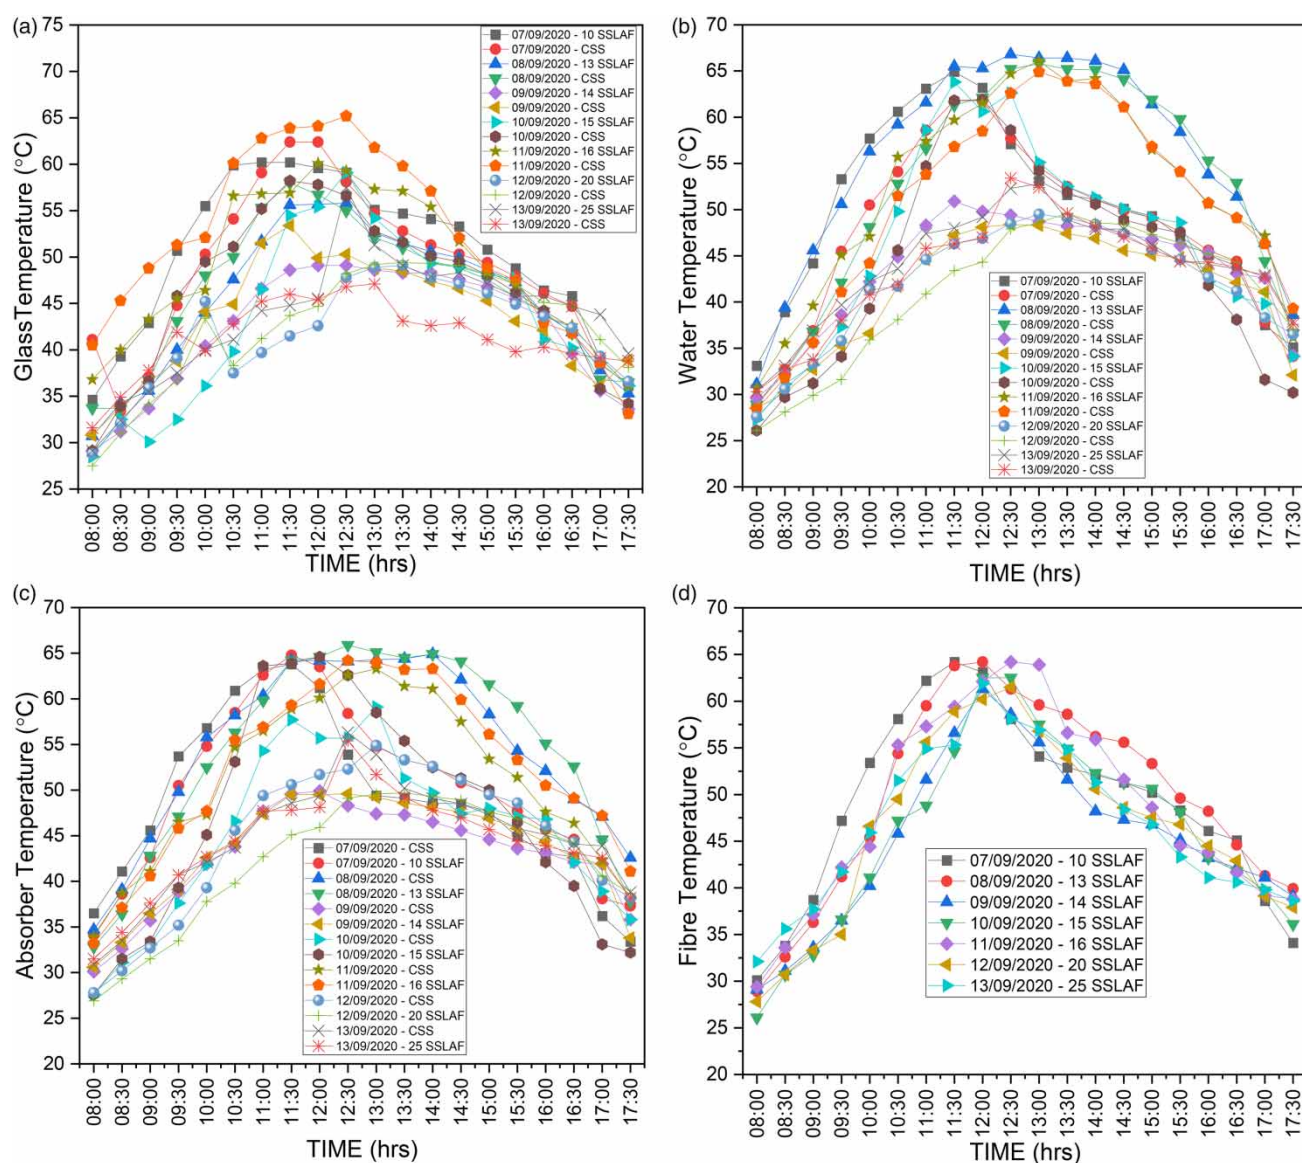 (a)
75
70
65
60
55
50
45
40
35
30
25
GlassTemperature (°C)
07/09/2020 - 10 SSLAF
07/09/2020 - CSS
08/09/2020 - 13 SSLAF
08/09/2020 - CSS
09/09/2020 - 14 SSLAF
09/09/2020 - CSS
10/09/2020 - 15 SSLAF
10/09/2020 - CSS
11/09/2020 - 16 SSLAF
11/09/2020 - CSS
12/09/2020 - 20 SSLAF
12/09/2020 - CSS
13/09/2020 - 25 SSLAF
13/09/2020 - CSS
08:00 08:30 09:00 09:30 10:00 10:30 11:00 11:30 12:00 12:30 13:00 13:30 14:00 14:30 15:00 15:30 16:00 16:30 17:00 17:30
TIME (hrs)
(b)
70
65
60
55
50
45
40
35
30
25
20
Water Temperature (°C)
07/09/2020 - 10 SSLAF
07/09/2020 - CSS
08/09/2020 - 13 SSLAF
08/09/2020 - CSS
09/09/2020 - 14 SSLAF
09/09/2020 - CSS
10/09/2020 - 15 SSLAF
10/09/2020 - CSS
11/09/2020 - 16 SSLAF
11/09/2020 - CSS
12/09/2020 - 20 SSLAF
12/09/2020 - CSS
13/09/2020 - 25 SSLAF
13/09/2020 - CSS
08:00 08:30 09:00 09:30 10:00 10:30 11:00 11:30 12:00 12:30 13:00 13:30 14:00 14:30 15:00 15:30 16:00 16:30 17:00 17:30
TIME (hrs)
(c)
70
65
60
55
50
45
40
35
30
25
20
Absorber Temperature (°C)
07/09/2020 - CSS
07/09/2020 - 10 SSLAF
08/09/2020 - CSS
08/09/2020 - 13 SSLAF
09/09/2020 - CSS
09/09/2020 - 14 SSLAF
10/09/2020 - CSS
10/09/2020 - 15 SSLAF
11/09/2020 - CSS
11/09/2020 - 16 SSLAF
12/09/2020 - CSS
12/09/2020 - 20 SSLAF
13/09/2020 - CSS
13/09/2020 - 25 SSLAF
08:00 08:30 09:00 09:30 10:00 10:30 11:00 11:30 12:00 12:30 13:00 13:30 14:00 14:30 15:00 15:30 16:00 16:30 17:00 17:30
TIME (hrs)
(d)
70
65
60
55
50
45
40
35
30
25
20
Fibre Temperature (°C)
07/09/2020 - 10 SSLAF
08/09/2020 - 13 SSLAF
09/09/2020 - 14 SSLAF
10/09/2020 - 15 SSLAF
11/09/2020 - 16 SSLAF
12/09/2020 - 20 SSLAF
13/09/2020 - 25 SSLAF
08:00 08:30 09:00 09:30 10:00 10:30 11:00 11:30 12:00 12:30 13:00 13:30 14:00 14:30 15:00 15:30 16:00 16:30 17:00 17:30
TIME (hrs)